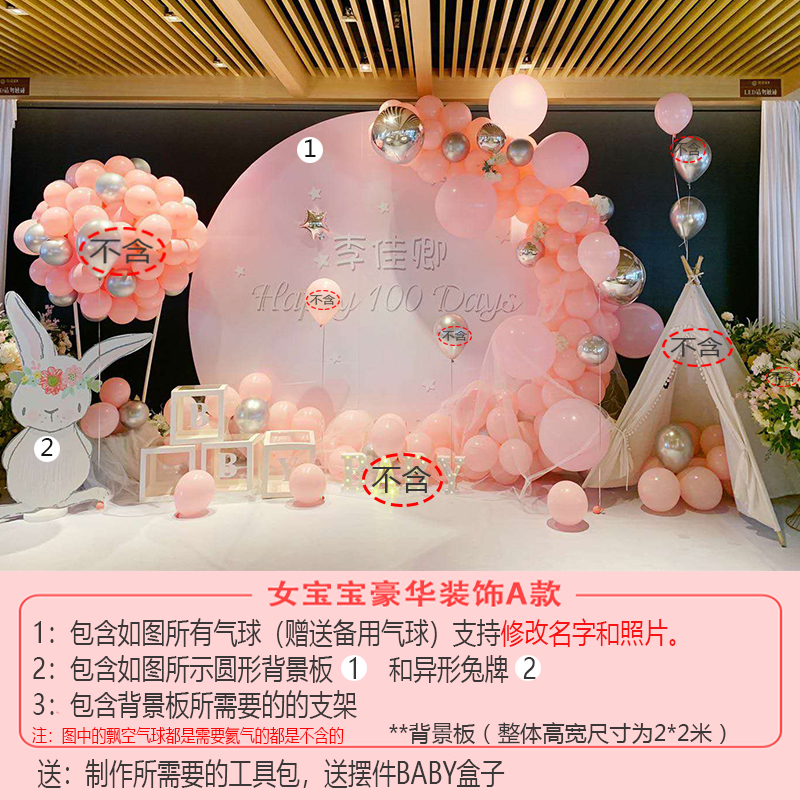 1
不含
不含
李佳卿
Happy 100 Days
不含
不含
不含
2
B
B
A
B
Y
B
Y
不含
女宝宝豪华装饰A款
1：包含如图所有气球（赠送备用气球）支持修改名字和照片。
2：包含如图所示圆形背景板 1 和异形兔牌 2
3：包含背景板所需要的的支架
注：图中的飘空气球都是需要氦气的都是不含的
**背景板（整体高宽尺寸为2*2米）
送：制作所需要的工具包，送摆件BABY盒子